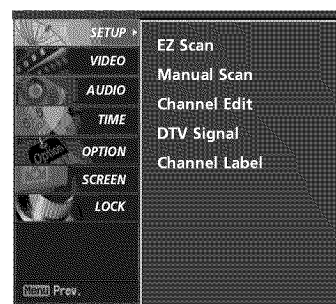 SETUP
VIDEO
AUDIO
TIME
OPTION
SCREEN
LOCK
EZ Scan
Manual Scan
Channel Edit
DTV Signal
Channel Label
Menu Prev.